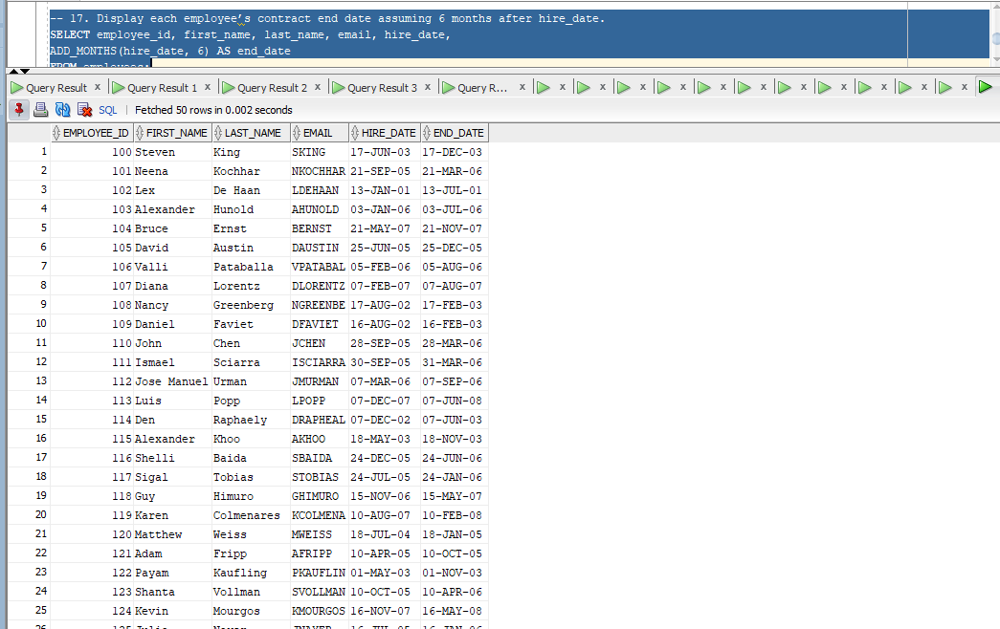 -- 17. Display each employee’s contract end date assuming 6 months after hire_date.
SELECT employee_id, first_name, last_name, email, hire_date,
ADD_MONTHS(hire_date, 6) AS end_date
FROM employees;
Query Result x Query Result 1 x Query Result 2 x Query Result 3 x Query R... x x x x x x x x x x x x
SQL | Fetched 50 rows in 0.002 seconds
EMPLOYEE_ID FIRST_NAME LAST_NAME EMAIL HIRE_DATE END_DATE
1 100 Steven King SKING 17-JUN-03 17-DEC-03
2 101 Neena Kochhar NKOCHHAR 21-SEP-05 21-MAR-06
3 102 Lex De Haan LDEHAAN 13-JAN-01 13-JUL-01
4 103 Alexander Hunold AHUNOLD 03-JAN-06 03-JUL-06
5 104 Bruce Ernst BERNST 21-MAY-07 21-NOV-07
6 105 David Austin DAUSTIN 25-JUN-05 25-DEC-05
7 106 Valli Pataballa VPATABAL 05-FEB-06 05-AUG-06
8 107 Diana Lorentz DLORENTZ 07-FEB-07 07-AUG-07
9 108 Nancy Greenberg NGREENBE 17-AUG-02 17-FEB-03
10 109 Daniel Faviet DFAVIET 16-AUG-02 16-FEB-03
11 110 John Chen JCHEN 28-SEP-05 28-MAR-06
12 111 Ismael Sciarra ISCIARRA 30-SEP-05 31-MAR-06
13 112 Jose Manuel Urman JMURMAN 07-MAR-06 07-SEP-06
14 113 Luis Popp LPOPP 07-DEC-07 07-JUN-08
15 114 Den Raphaely DRAPHEAL 07-DEC-02 07-JUN-03
16 115 Alexander Khoo AKHOO 18-MAY-03 18-NOV-03
17 116 Shelli Baida SBAIDA 24-DEC-05 24-JUN-06
18 117 Sigal Tobias STOBIAS 24-JUL-05 24-JAN-06
19 118 Guy Himuro GHIMURO 15-NOV-06 15-MAY-07
20 119 Karen Colmenares KCOLMENA 10-AUG-07 10-FEB-08
21 120 Matthew Weiss MWEISS 18-JUL-04 18-JAN-05
22 121 Adam Fripp AFRIPP 10-APR-05 10-OCT-05
23 122 Payam Kaufling PKAUFLIN 01-MAY-03 01-NOV-03
24 123 Shanta Vollman SVOLLMAN 10-OCT-05 10-APR-06
25 124 Kevin Mourgos KMOURGOS 16-NOV-07 16-MAY-08